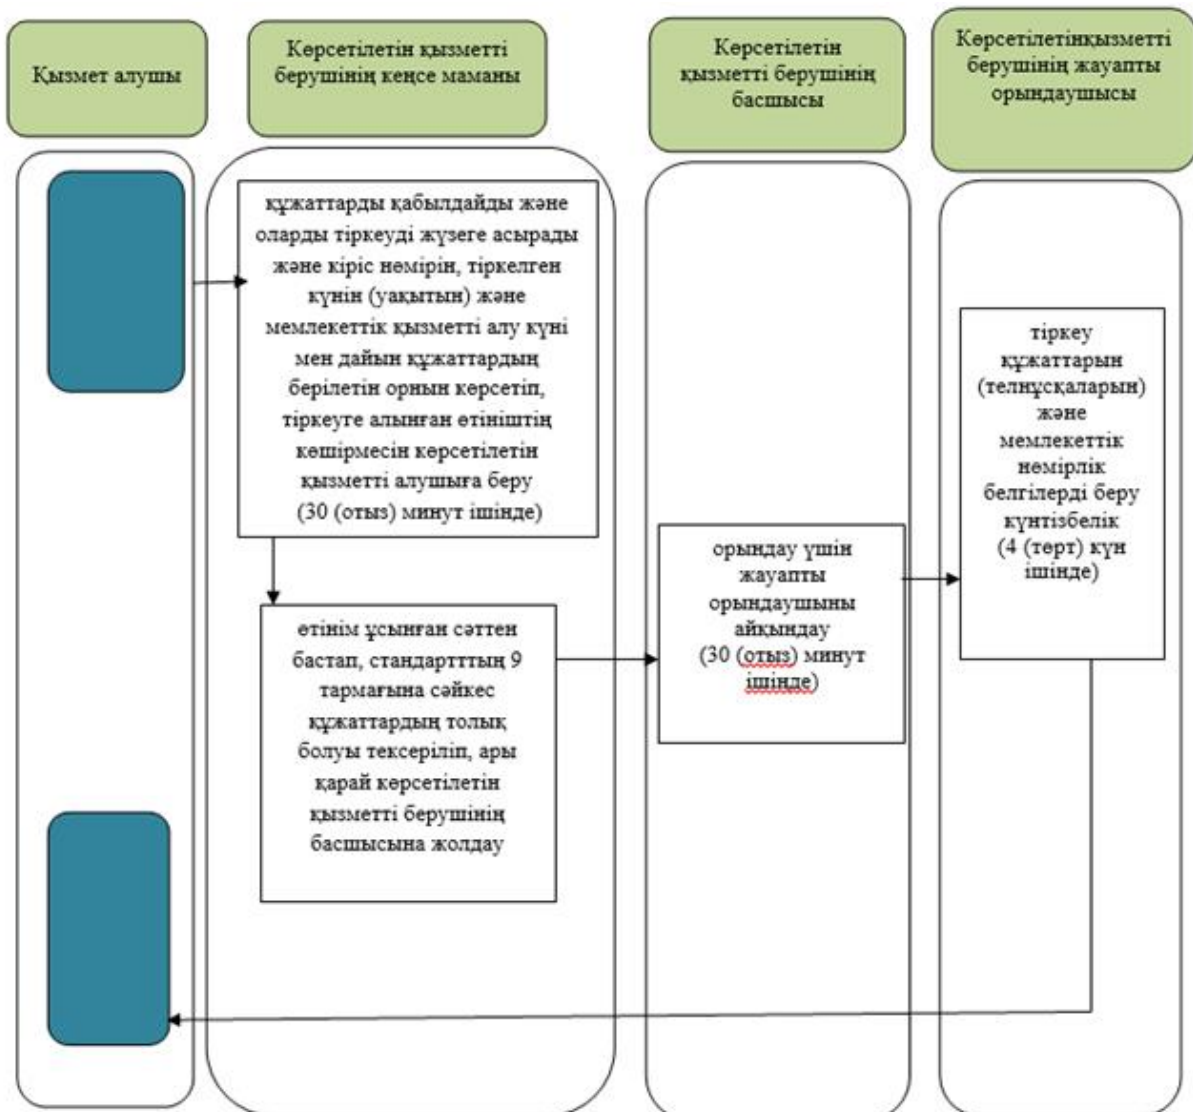 Қызмет алушы
Көрсетілетін қызметті
берушінің кеңсе маманы
Көрсетілетін
қызметті берушінің
басшысы
Көрсетілетінқызметті
берушінің жауапты
орындаушысы
құжаттарды қабылдайды және
оларды тіркеуді жүзеге асырады
және кіріс нөмірін, тіркелген
күнін (уақытын) және
мемлекеттік қызметті алу күні
мен дайын құжаттардың
берілетін орнын көрсетіп,
тіркеуге алынған өтініштің
көшірмесін көрсетілетін
қызметті алушыға беру
(30 (отыз) минут ішінде)
өтінім ұсынған сәттен
бастап, стандартттың 9
тармағына сәйкес
құжаттардың толық
болуы тексеріліп, ары
қарай көрсетілетін
қызметті берушінің
басшысына жолдау
орындау үшін
жауапты
орындаушыны
айқындау
(30 (отыз) минут
ішінде)
тіркеу
құжаттарын
(телнұсқаларын)
және
мемлекеттік
нөмірлік
белгілерді беру
күнтізбелік
(4 (төрт) күн
ішінде)